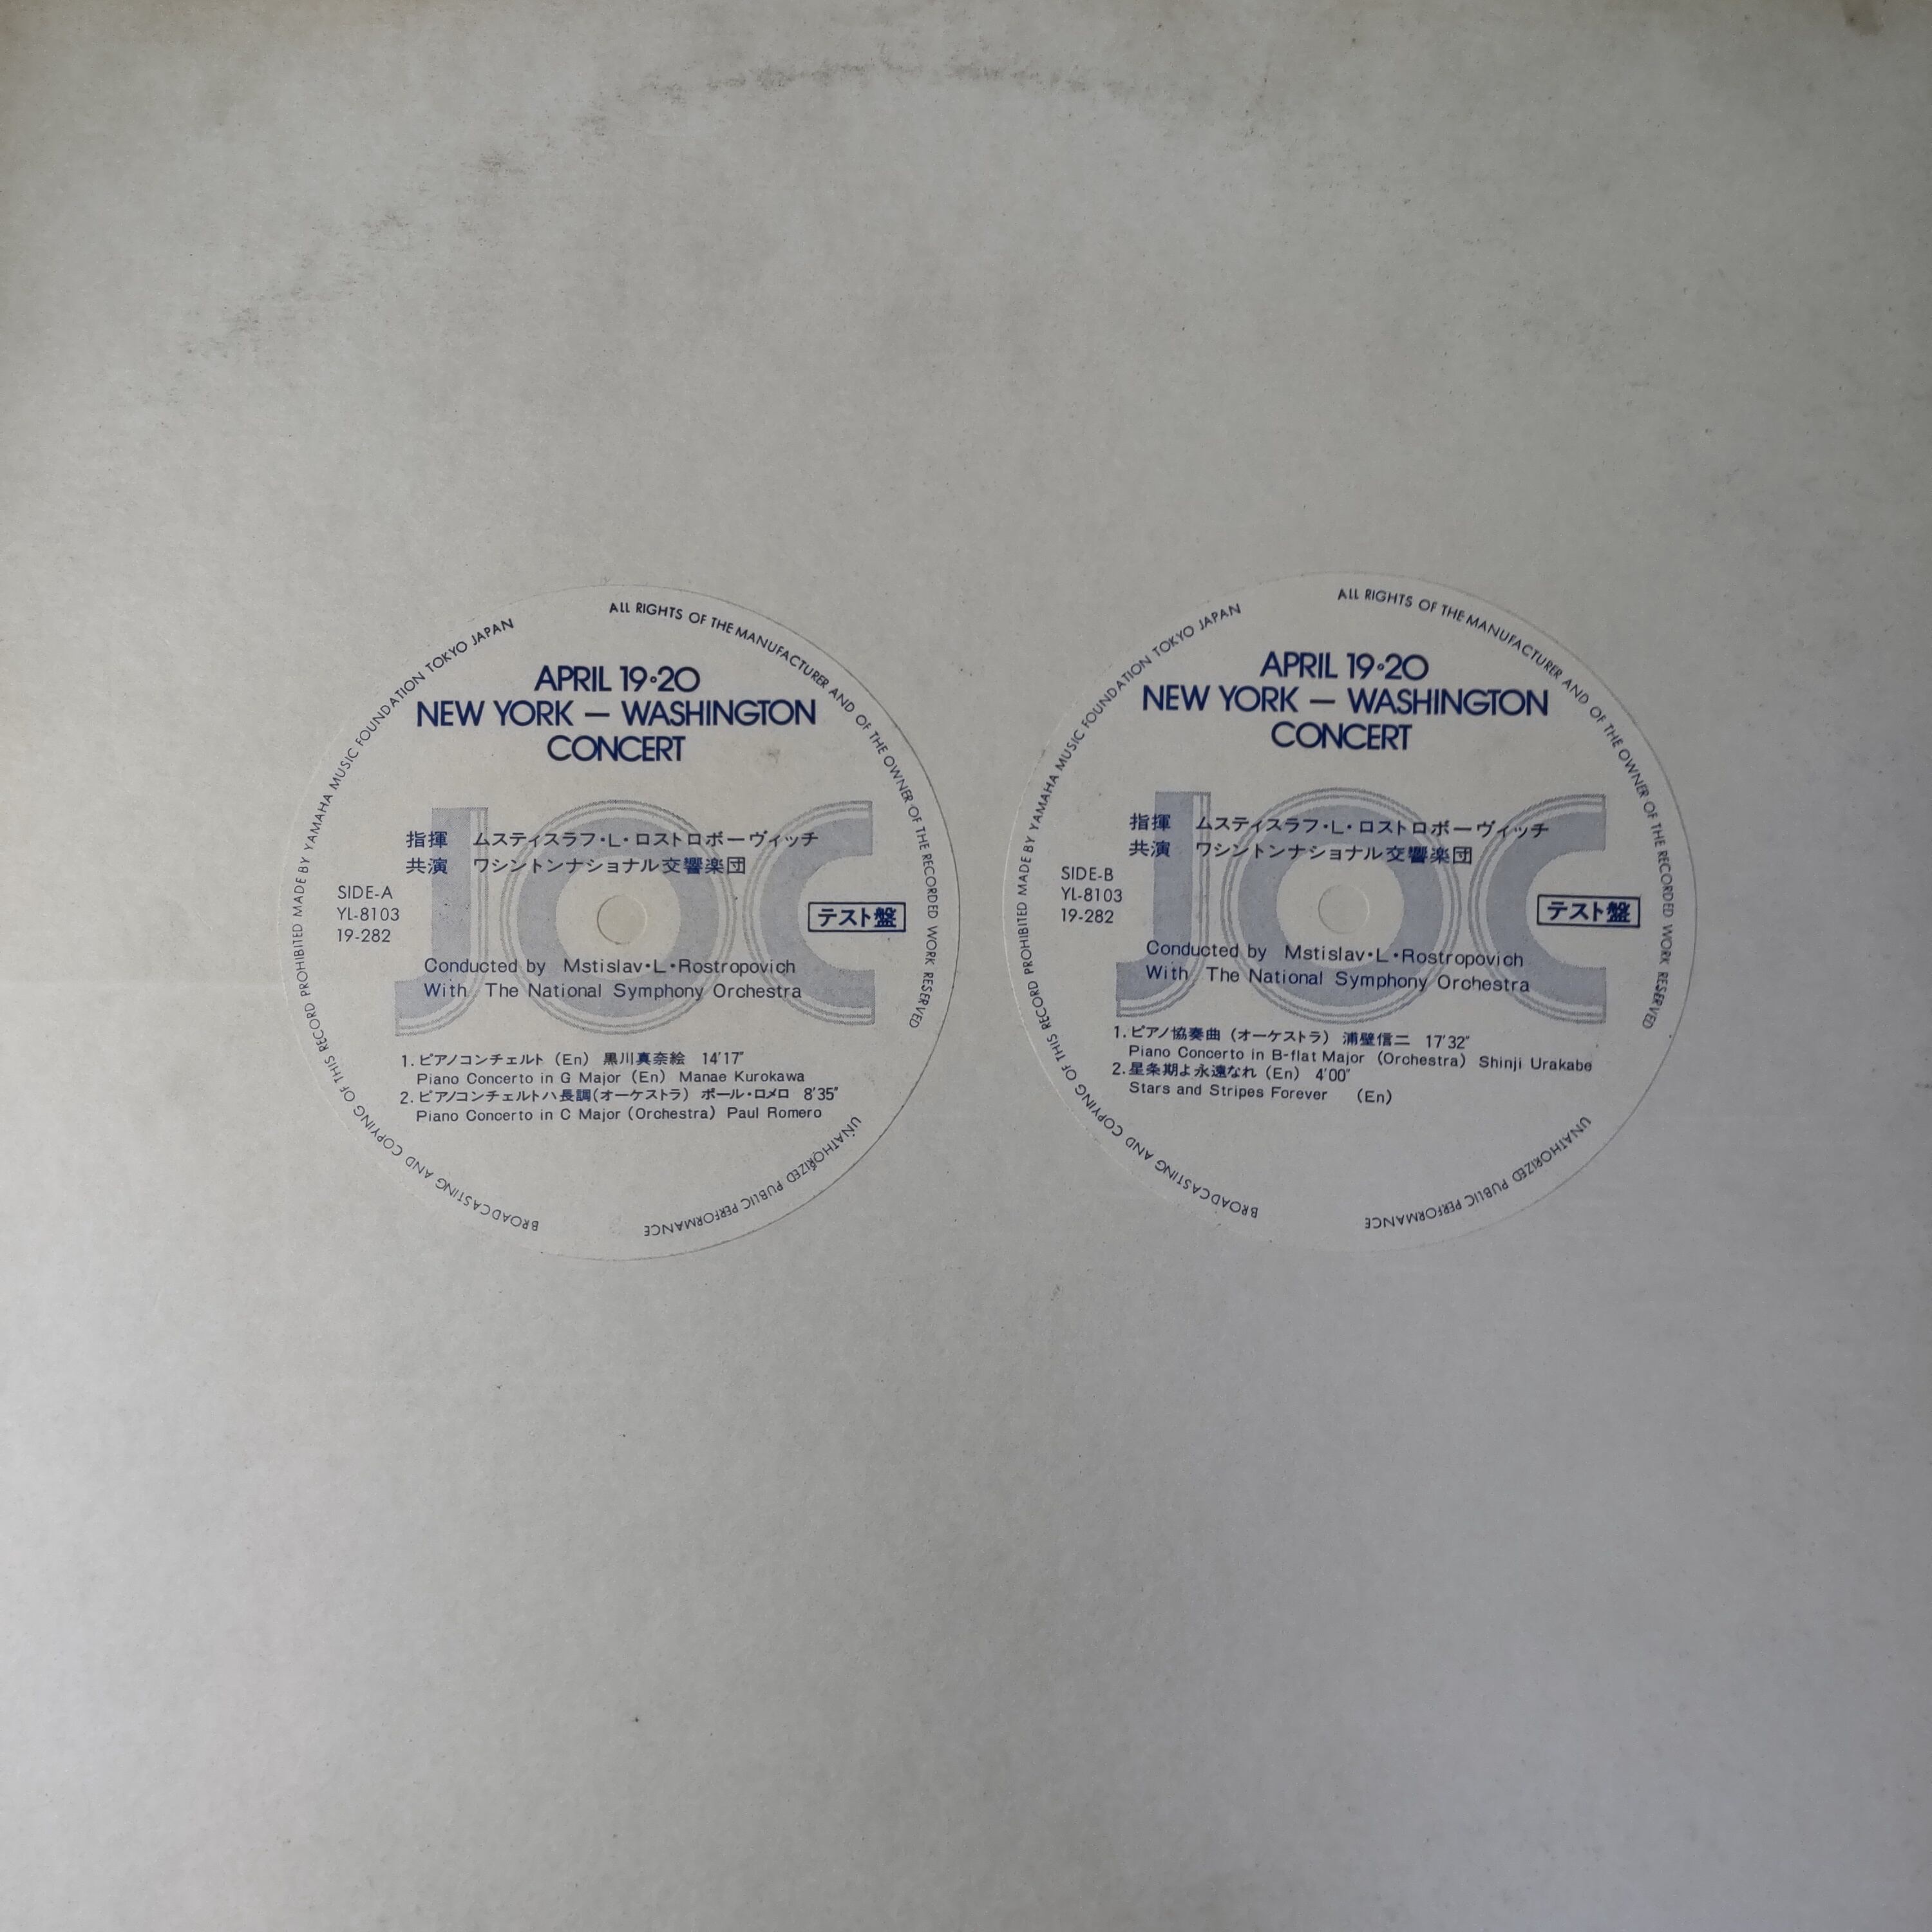 APRIL 19・20
NEW YORK — WASHINGTON
CONCERT
JOC
指揮 ムスティスラフ・L・ロストロポーヴィッチ
共演 ワシントンナショナル交響楽団
SIDE-A
YL-8103
19-282
テスト盤
Conducted by Mstislav・L・Rostropovich
With The National Symphony Orchestra
1. ピアノコンチェルト (En) 黒川真奈絵 14'17"
Piano Concerto in G Major (En) Manae Kurokawa
2. ピアノコンチェルトハ長調(オーケストラ) ポール・ロメロ 8'35"
Piano Concerto in C Major (Orchestra) Paul Romero
ALL RIGHTS OF THE MANUFACTURER AND OF THE OWNER OF THE RECORDED WORK RESERVED
UNATHORIZED PUBLIC PERFORMANCE
BROADCASTING AND COPYING OF THIS RECORD PROHIBITED MADE BY YAMAHA MUSIC FOUNDATION TOKYO JAPAN
APRIL 19・20
NEW YORK — WASHINGTON
CONCERT
JOC
指揮 ムスティスラフ・L・ロストロポーヴィッチ
共演 ワシントンナショナル交響楽団
SIDE-B
YL-8103
19-282
テスト盤
Conducted by Mstislav・L・Rostropovich
With The National Symphony Orchestra
1. ピアノ協奏曲 (オーケストラ) 浦壁信二 17'32"
Piano Concerto in B-flat Major (Orchestra) Shinji Urakabe
2. 星条期よ永遠なれ (En) 4'00"
Stars and Stripes Forever (En)
ALL RIGHTS OF THE MANUFACTURER AND OF THE OWNER OF THE RECORDED WORK RESERVED
UNATHORIZED PUBLIC PERFORMANCE
BROADCASTING AND COPYING OF THIS RECORD PROHIBITED MADE BY YAMAHA MUSIC FOUNDATION TOKYO JAPAN